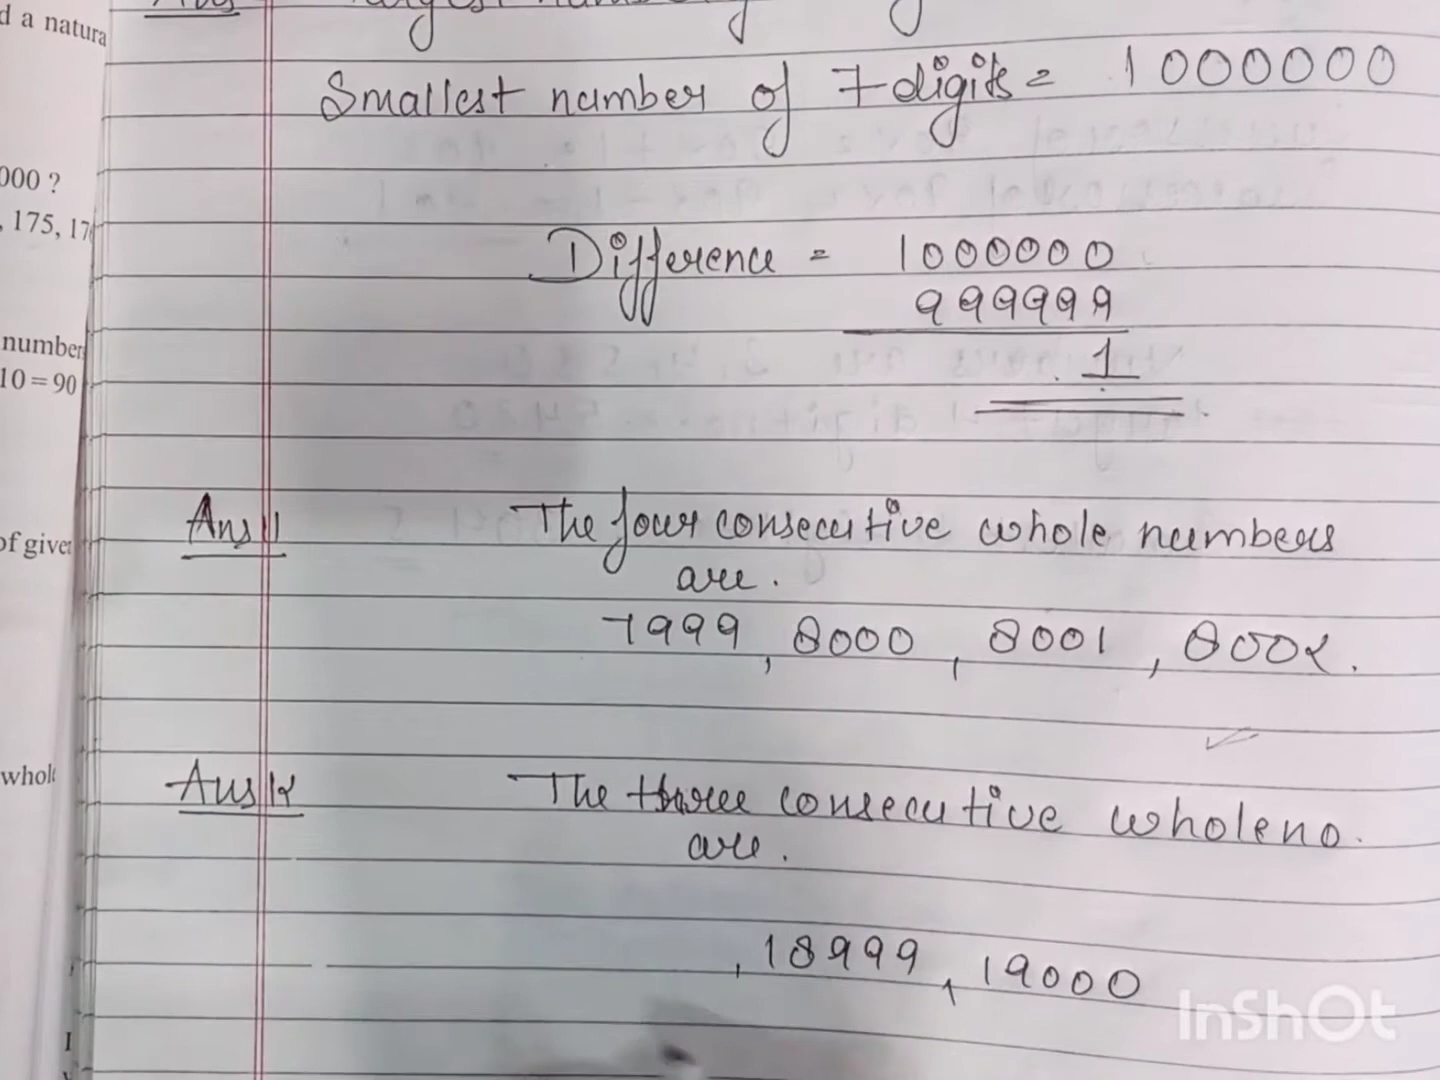 d a natura
Smallest number of 7 digits = 1000000
000 ?
, 175, 17
Difference = 1000000
999999
number
10 = 90
1
Ans 11 The four consecutive whole numbers
of given
are.
7999, 8000, 8001, 8002.
whole
Ans 12 The three consecutive whole no.
are.
, 18999, 19000
InShOt
I